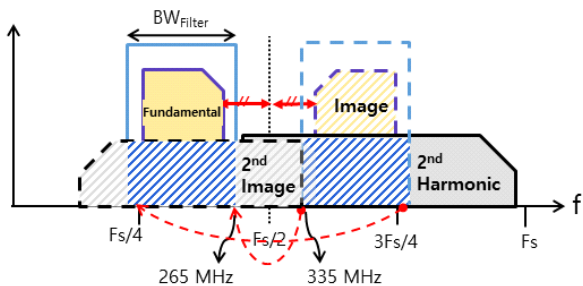 BWFilter
Fundamental
Image
2nd
Image
2nd
Harmonic
f
Fs/4
Fs/2
3Fs/4
Fs
265 MHz
335 MHz